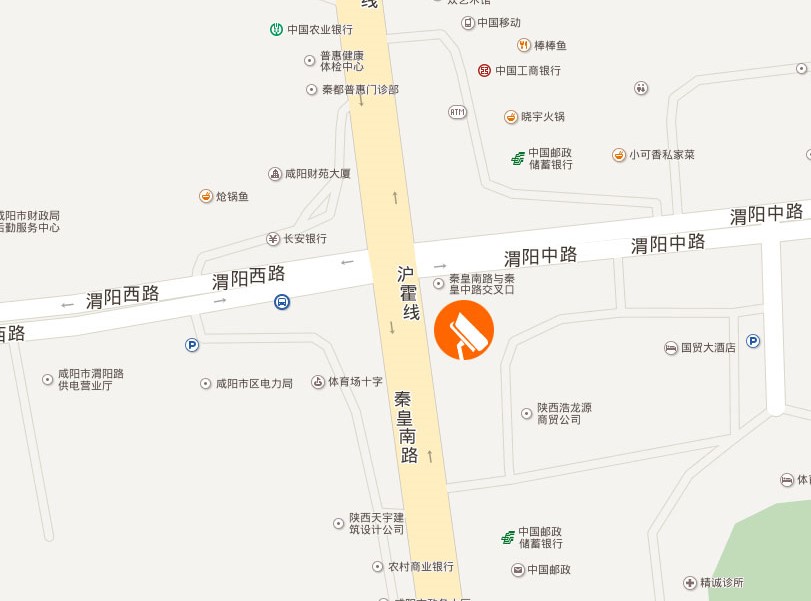 线
中国移动
中国农业银行
棒棒鱼
普惠健康
体检中心
中国工商银行
秦都普惠门诊部
ATM
晓宇火锅
中国邮政
储蓄银行
小可香私家菜
咸阳财苑大厦
炝锅鱼
咸阳市财政局
后勤服务中心
渭阳中路
长安银行
渭阳中路
渭阳中路
渭阳西路
渭阳西路
沪霍线
秦皇南路与秦
皇中路交叉口
西路
P
P
国贸大酒店
咸阳市渭阳路
供电营业厅
咸阳市区电力局
体育场十字
秦皇南路
陕西浩龙源
商贸公司
体育
陕西天宇建
筑设计公司
中国邮政
储蓄银行
农村商业银行
中国邮政
精诚诊所